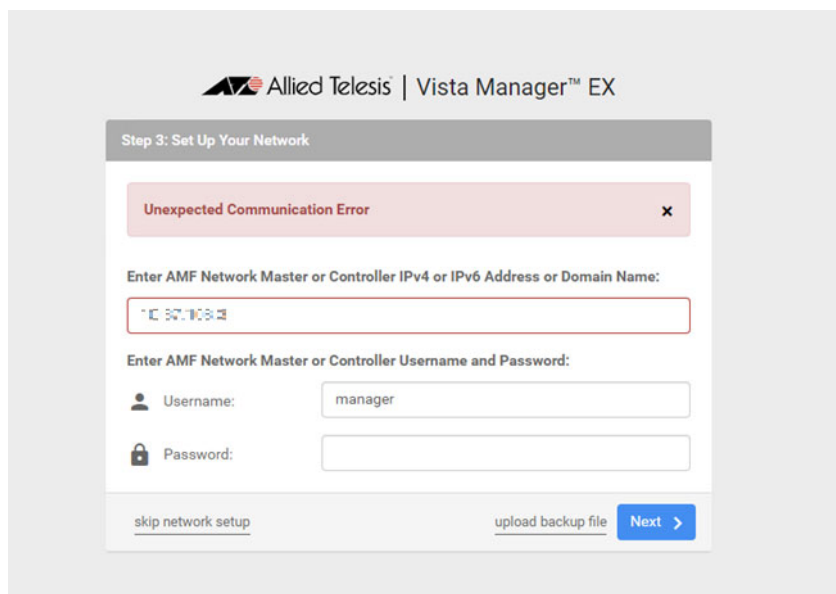 Allied Telesis | Vista Manager™ EX
Step 3: Set Up Your Network
Unexpected Communication Error
Enter AMF Network Master or Controller IPv4 or IPv6 Address or Domain Name:
Enter AMF Network Master or Controller Username and Password:
Username: manager
Password:
skip network setup upload backup file Next